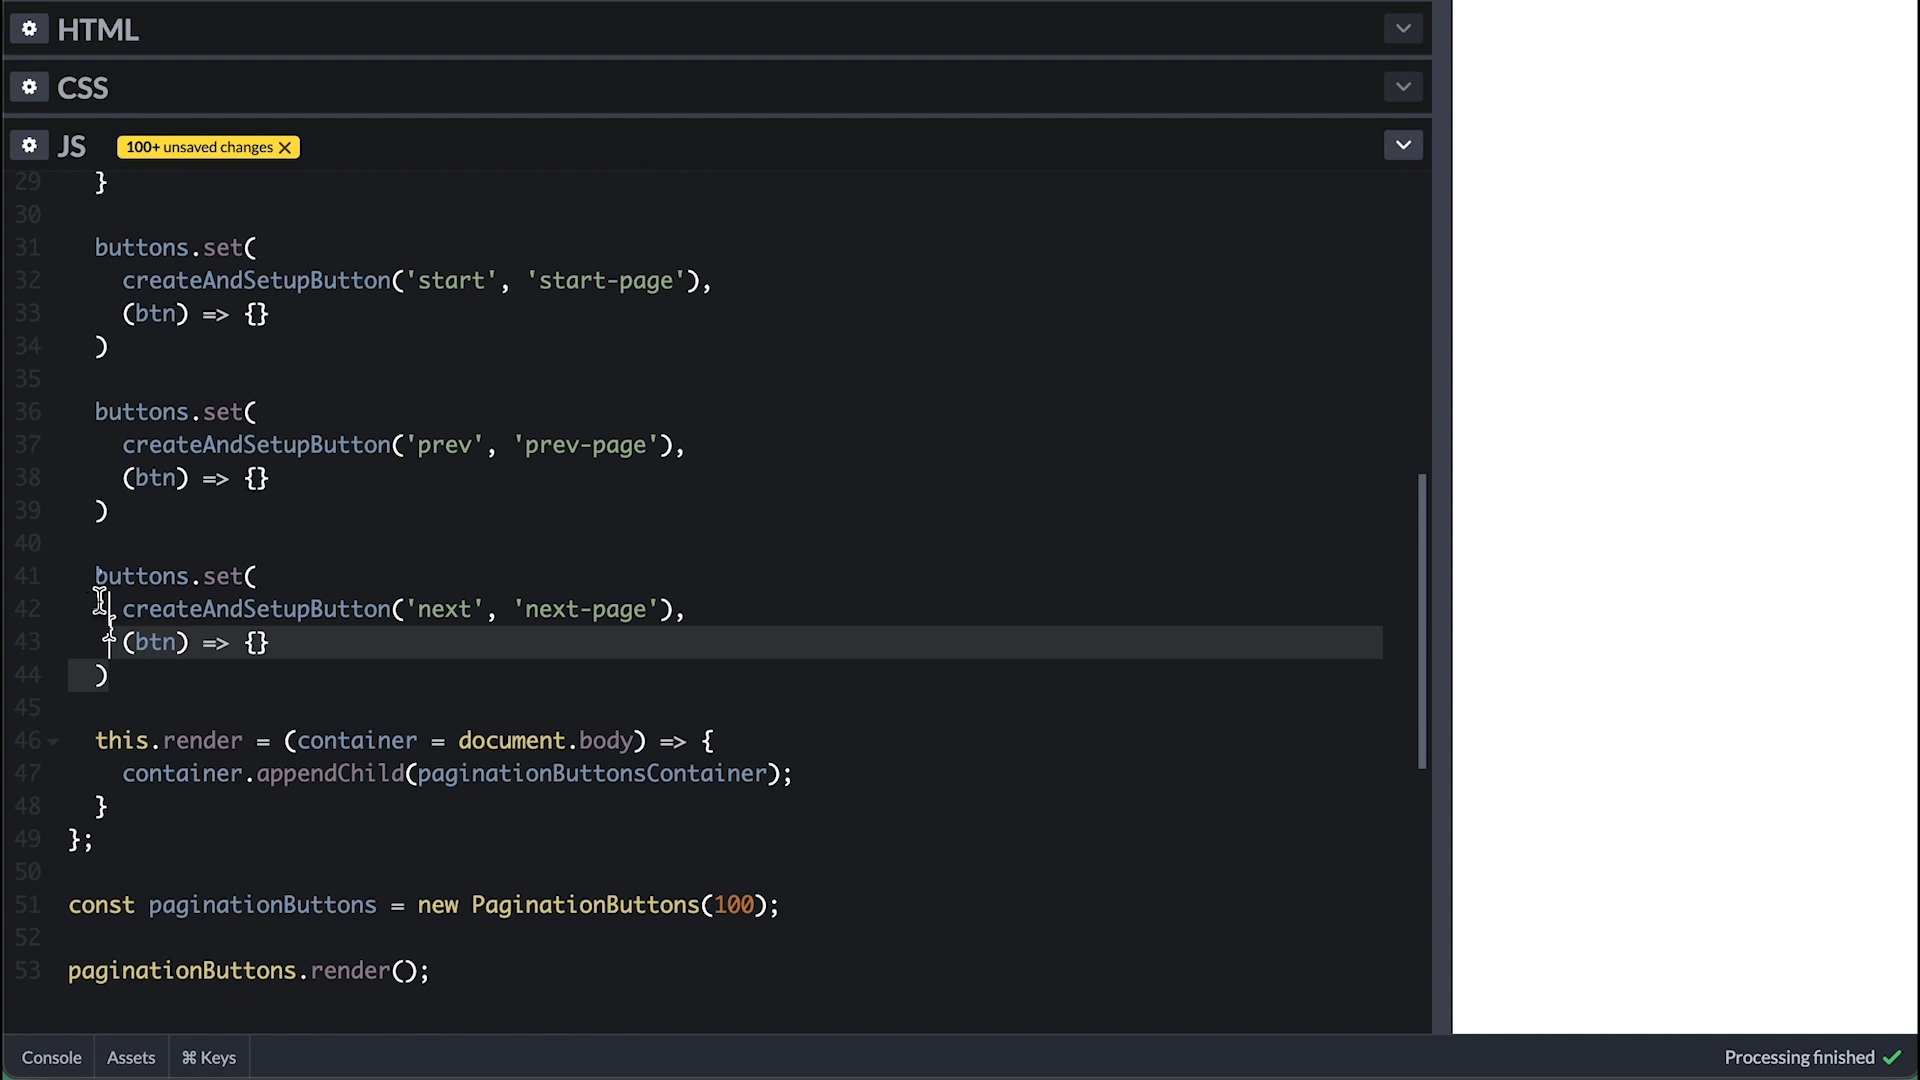 HTML
CSS
JS 100+ unsaved changes
29 }
30
31 buttons.set(
32 createAndSetupButton('start', 'start-page'),
33 (btn) => {}
34 )
35
36 buttons.set(
37 createAndSetupButton('prev', 'prev-page'),
38 (btn) => {}
39 )
40
41 buttons.set(
42 createAndSetupButton('next', 'next-page'),
43 (btn) => {}
44 )
45
46 this.render = (container = document.body) => {
47 container.appendChild(paginationButtonsContainer);
48 }
49 };
50
51 const paginationButtons = new PaginationButtons(100);
52
53 paginationButtons.render();
Console Assets ⌘ Keys Processing finished